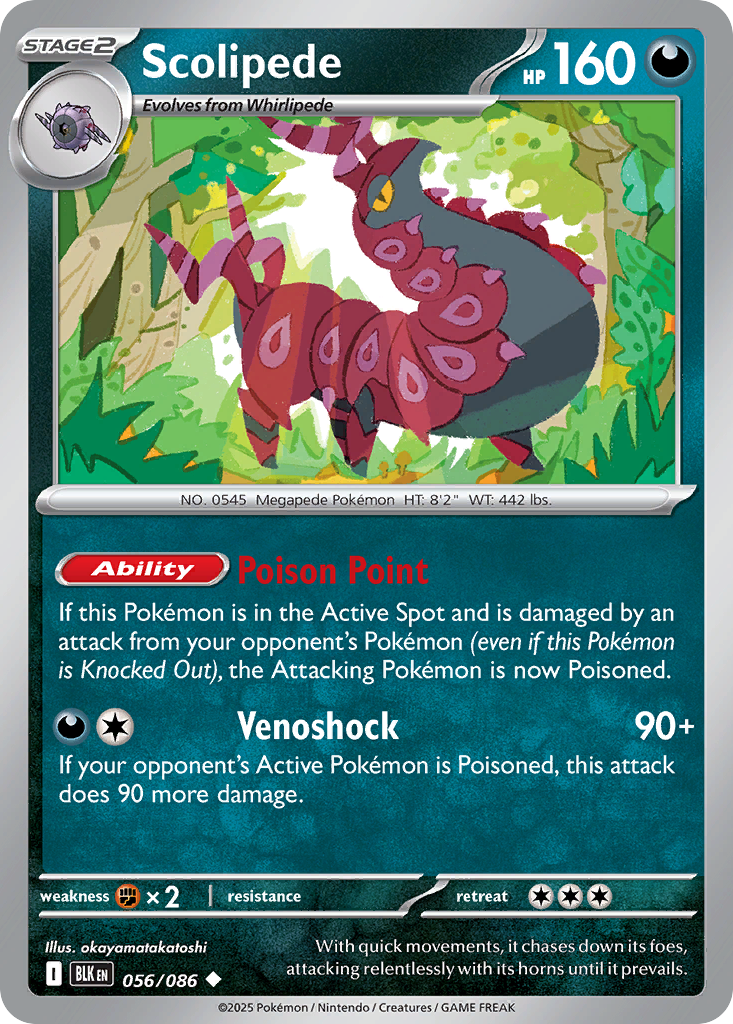 STAGE2
Scolipede
HP 160
Evolves from Whirlipede
NO. 0545 Megapede Pokémon HT: 8'2" WT: 442 lbs.
Ability Poison Point
If this Pokémon is in the Active Spot and is damaged by an
attack from your opponent's Pokémon (even if this Pokémon
is Knocked Out), the Attacking Pokémon is now Poisoned.
Venoshock 90+
If your opponent's Active Pokémon is Poisoned, this attack
does 90 more damage.
weakness ×2 resistance retreat
Illus. okayamatakatoshi
With quick movements, it chases down its foes,
attacking relentlessly with its horns until it prevails.
I BLK EN 056/086
©2025 Pokémon / Nintendo / Creatures / GAME FREAK